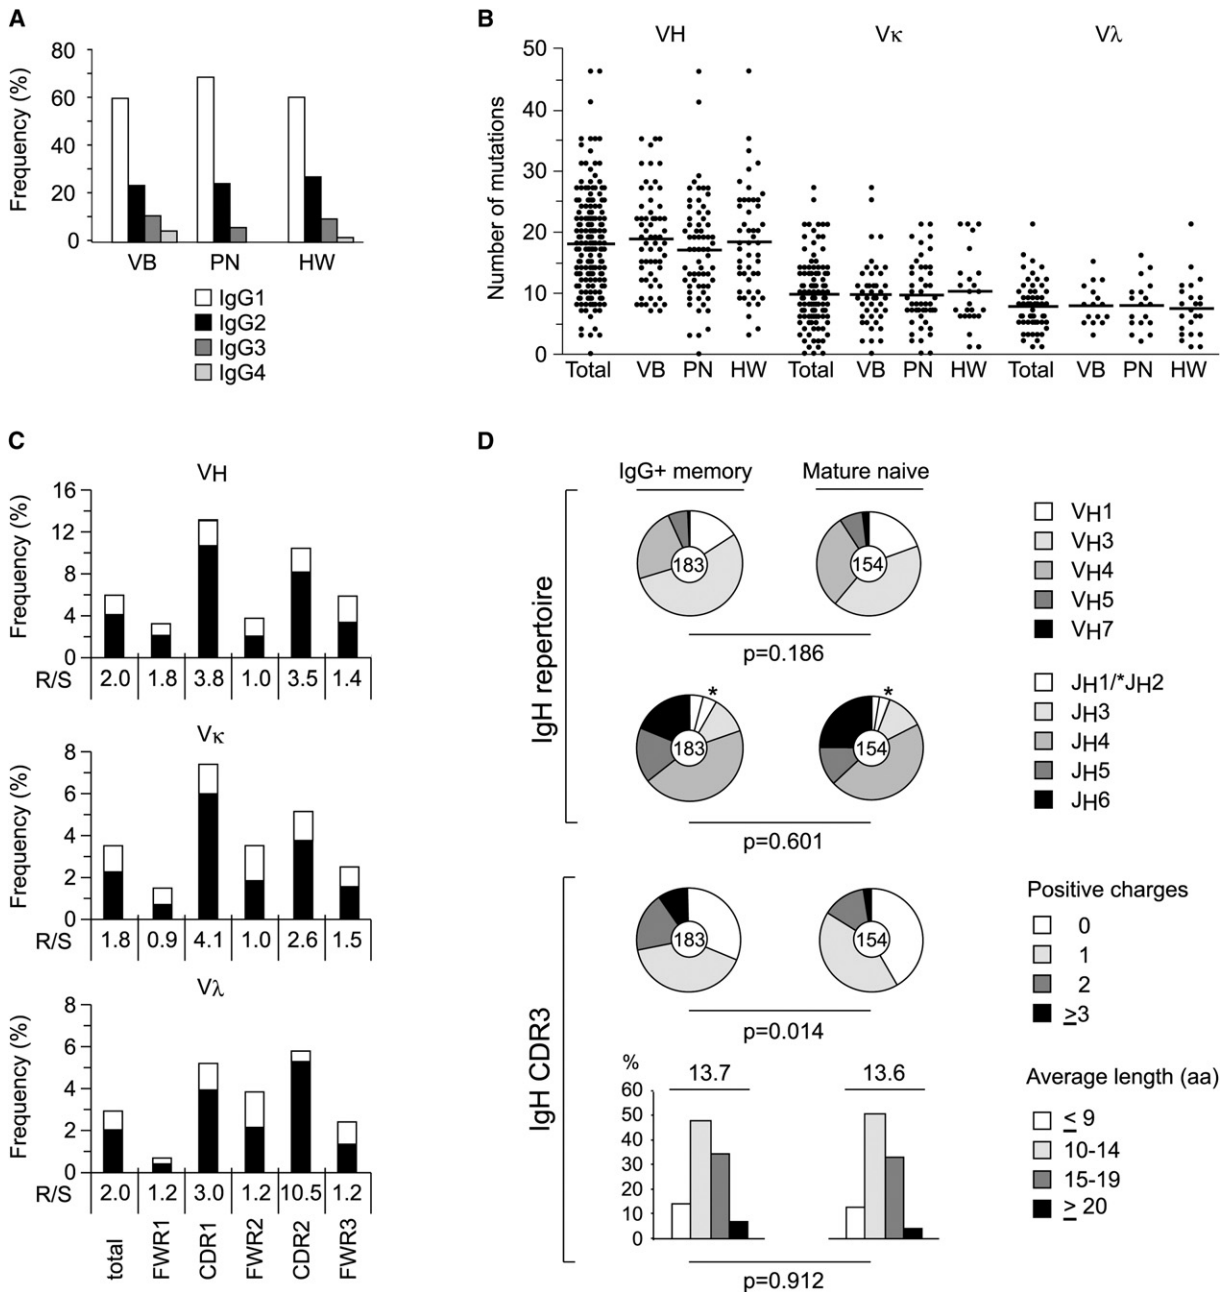 A
Frequency (%)
80
60
40
20
0
VB PN HW
IgG1
IgG2
IgG3
IgG4
B
VH Vκ Vλ
Number of mutations
50
40
30
20
10
0
Total VB PN HW Total VB PN HW Total VB PN HW
C
VH
Frequency (%)
16
12
8
4
0
R/S 2.0 1.8 3.8 1.0 3.5 1.4
Vκ
Frequency (%)
8
6
4
2
0
R/S 1.8 0.9 4.1 1.0 2.6 1.5
Vλ
Frequency (%)
8
6
4
2
0
R/S 2.0 1.2 3.0 1.2 10.5 1.2
total FWR1 CDR1 FWR2 CDR2 FWR3
D
IgG+ memory Mature naive
IgH repertoire
183 154
p=0.186
VH1
VH3
VH4
VH5
VH7
* *
183 154
p=0.601
JH1/*JH2
JH3
JH4
JH5
JH6
IgH CDR3
183 154
p=0.014
Positive charges
0
1
2
≥3
%
13.7 13.6
60
50
40
30
20
10
0
p=0.912
Average length (aa)
≤ 9
10-14
15-19
≥ 20